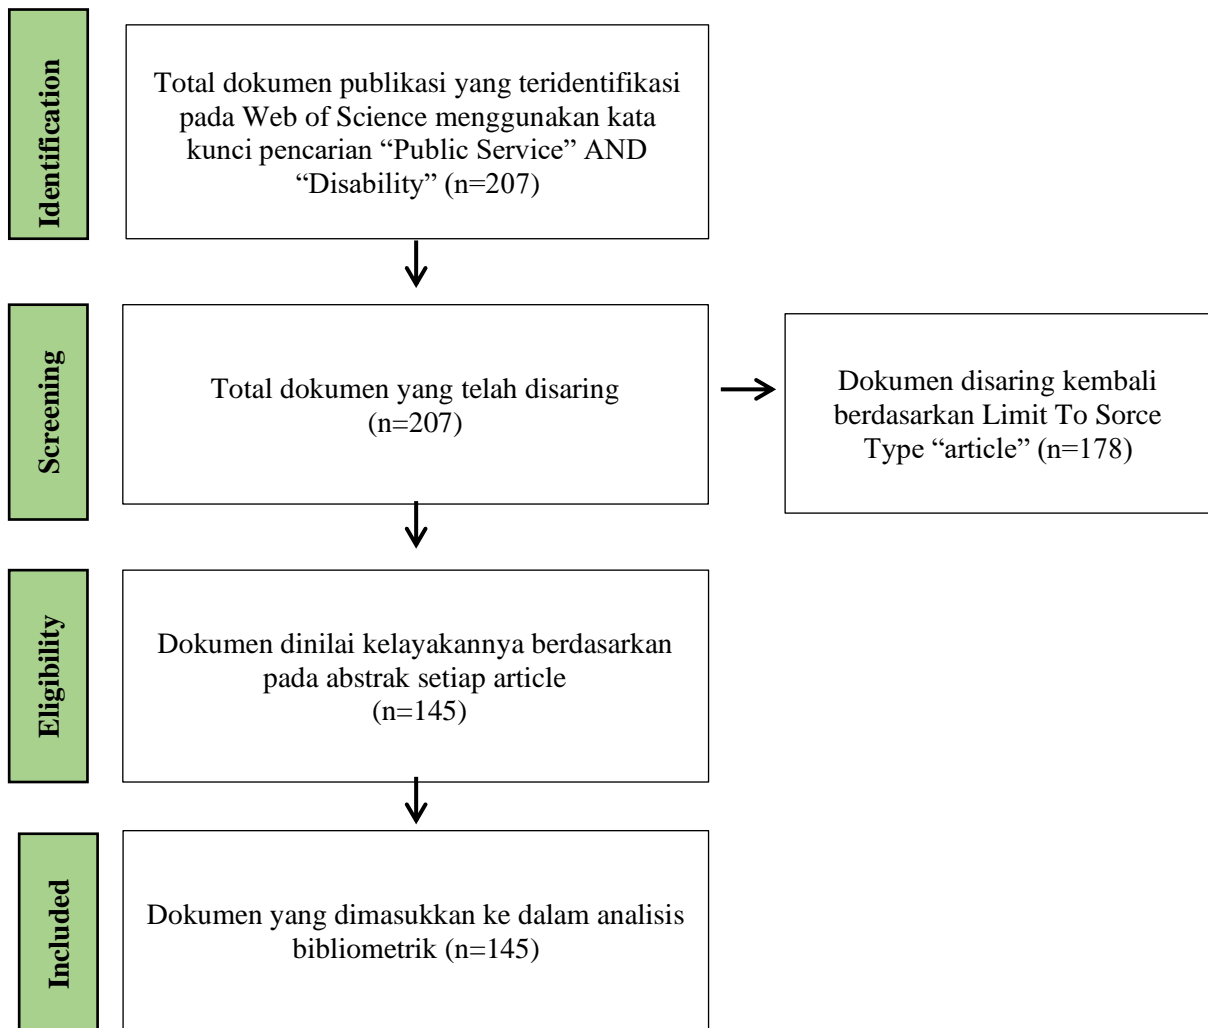 Identification
Total dokumen publikasi yang teridentifikasi
pada Web of Science menggunakan kata
kunci pencarian “Public Service” AND
“Disability” (n=207)
Screening
Total dokumen yang telah disaring
(n=207)
Dokumen disaring kembali
berdasarkan Limit To Sorce
Type “article” (n=178)
Eligibility
Dokumen dinilai kelayakannya berdasarkan
pada abstrak setiap article
(n=145)
Included
Dokumen yang dimasukkan ke dalam analisis
bibliometrik (n=145)